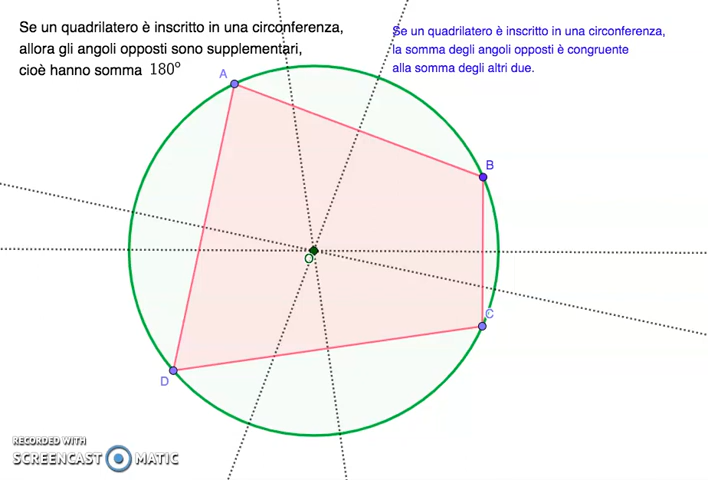 Se un quadrilatero è inscritto in una circonferenza,
allora gli angoli opposti sono supplementari,
cioè hanno somma 180°
Se un quadrilatero è inscritto in una circonferenza,
la somma degli angoli opposti è congruente
alla somma degli altri due.
A
B
O
C
D
RECORDED WITH
SCREENCAST MATIC